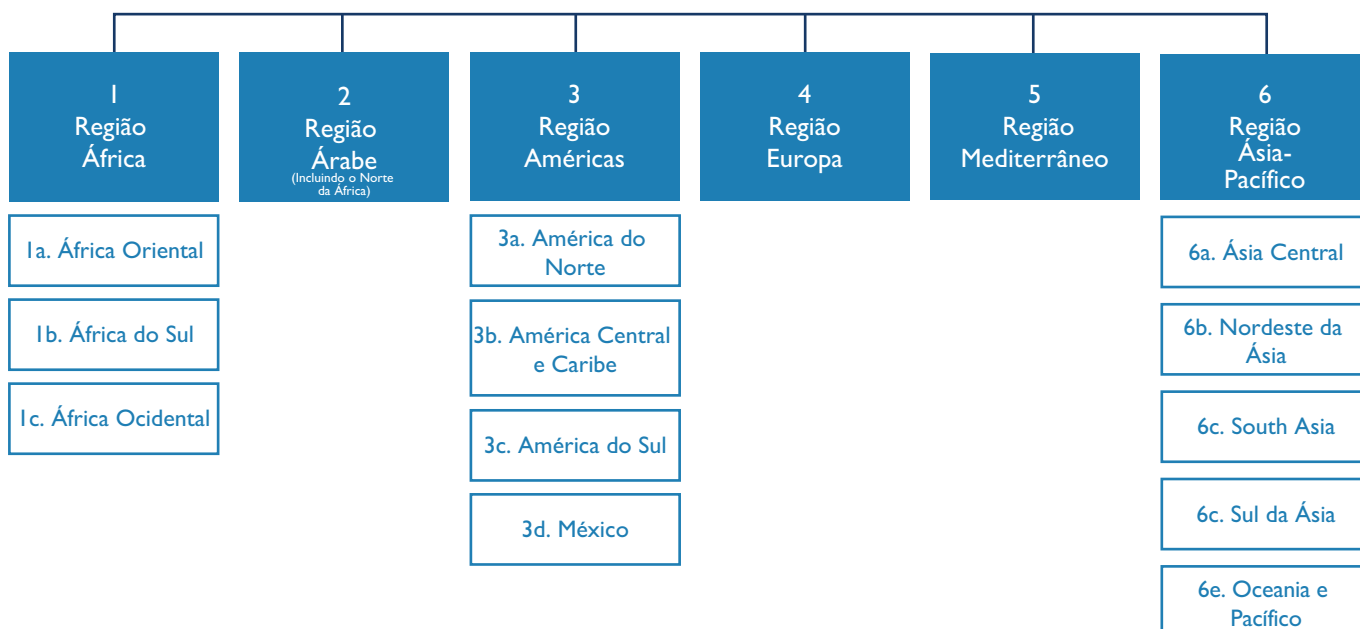 1
Região
África
2
Região
Árabe
(Incluindo o Norte
da África)
3
Região
Américas
4
Região
Europa
5
Região
Mediterrâneo
6
Região
Ásia-
Pacífico
1a. África Oriental
1b. África do Sul
1c. África Ocidental
3a. América do
Norte
3b. América Central
e Caribe
3c. América do Sul
3d. México
6a. Ásia Central
6b. Nordeste da
Ásia
6c. South Asia
6c. Sul da Ásia
6e. Oceania e
Pacífico